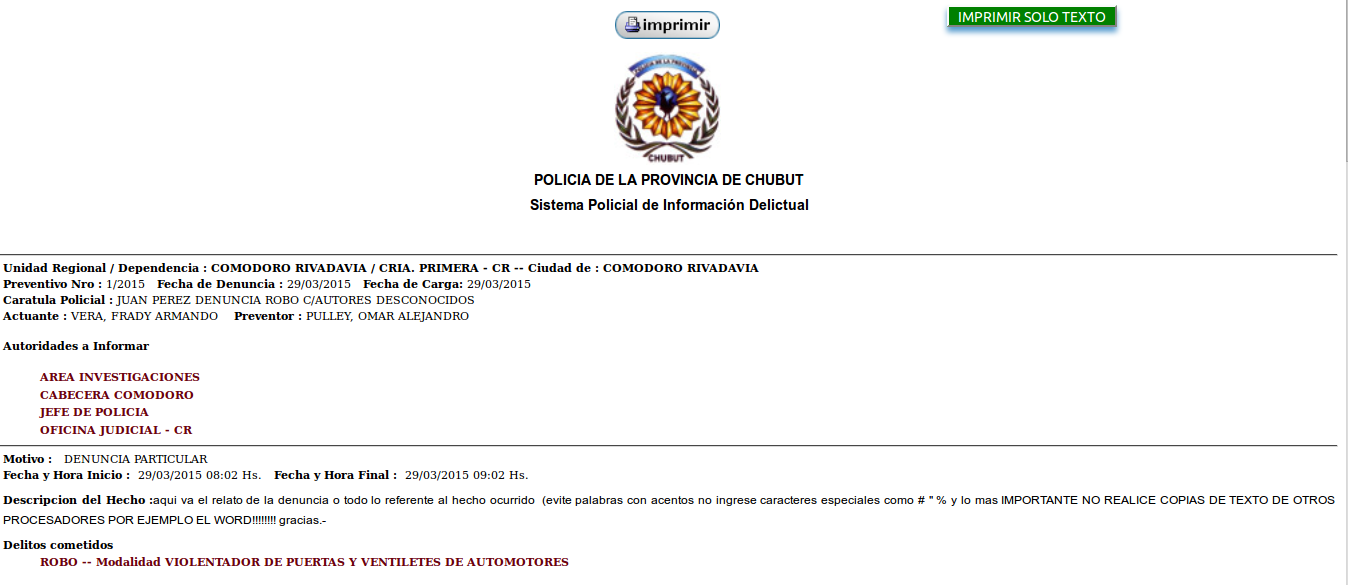 imprimir
IMPRIMIR SOLO TEXTO
POLICIA DE LA PROVINCIA
CHUBUT
POLICIA DE LA PROVINCIA DE CHUBUT
Sistema Policial de Información Delictual
Unidad Regional / Dependencia : COMODORO RIVADAVIA / CRIA. PRIMERA - CR -- Ciudad de : COMODORO RIVADAVIA
Preventivo Nro : 1/2015 Fecha de Denuncia : 29/03/2015 Fecha de Carga: 29/03/2015
Caratula Policial : JUAN PEREZ DENUNCIA ROBO C/AUTORES DESCONOCIDOS
Actuante : VERA, FRADY ARMANDO Preventor : PULLEY, OMAR ALEJANDRO
Autoridades a Informar
AREA INVESTIGACIONES
CABECERA COMODORO
JEFE DE POLICIA
OFICINA JUDICIAL - CR
Motivo : DENUNCIA PARTICULAR
Fecha y Hora Inicio : 29/03/2015 08:02 Hs. Fecha y Hora Final : 29/03/2015 09:02 Hs.
Descripcion del Hecho :aqui va el relato de la denuncia o todo lo referente al hecho ocurrido (evite palabras con acentos no ingrese caracteres especiales como # " % y lo mas IMPORTANTE NO REALICE COPIAS DE TEXTO DE OTROS
PROCESADORES POR EJEMPLO EL WORD!!!!!!!! gracias.-
Delitos cometidos
ROBO -- Modalidad VIOLENTADOR DE PUERTAS Y VENTILETES DE AUTOMOTORES